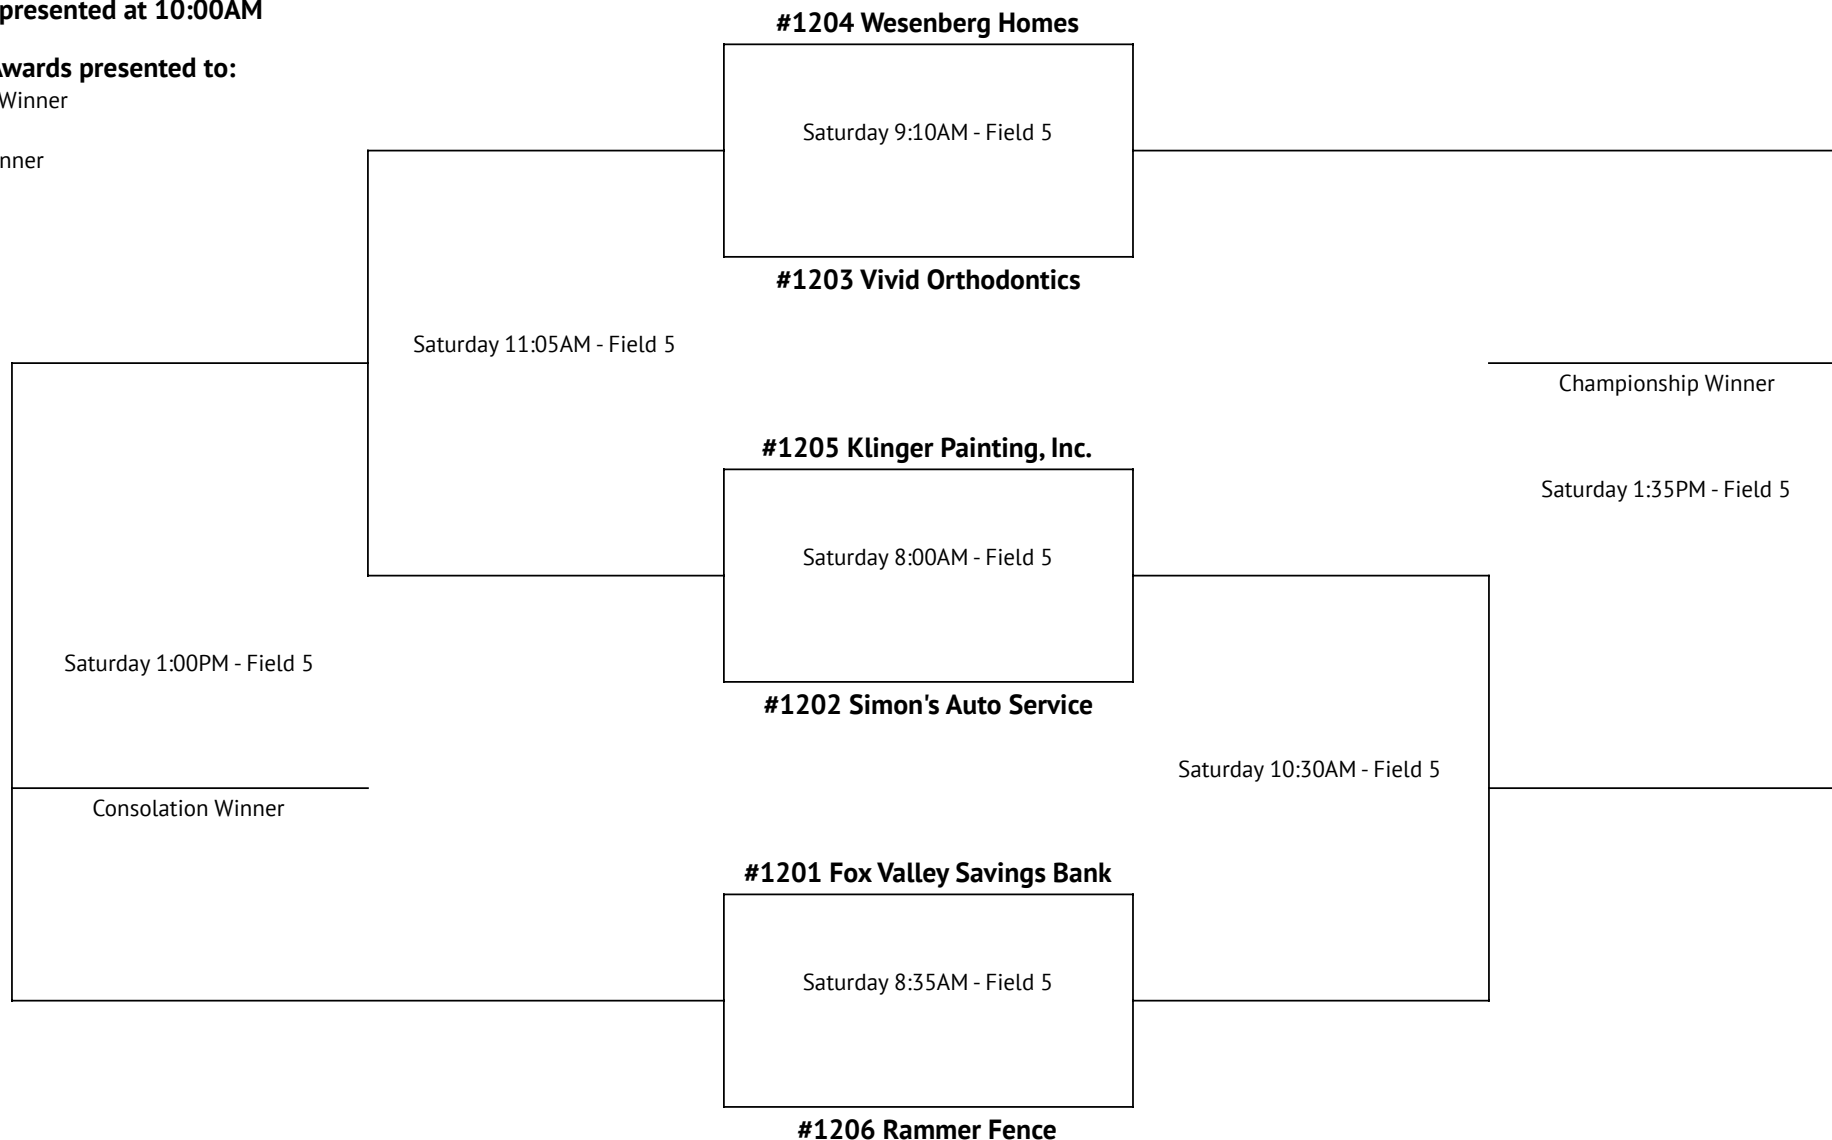 presented at 10:00AM
Awards presented to:
Winner
#1204 Wesenberg Homes
Saturday 9:10AM - Field 5
#1203 Vivid Orthodontics
Saturday 11:05AM - Field 5
Championship Winner
#1205 Klinger Painting, Inc.
Saturday 1:35PM - Field 5
Saturday 8:00AM - Field 5
Saturday 1:00PM - Field 5
#1202 Simon's Auto Service
Saturday 10:30AM - Field 5
Consolation Winner
#1201 Fox Valley Savings Bank
Saturday 8:35AM - Field 5
#1206 Rammer Fence